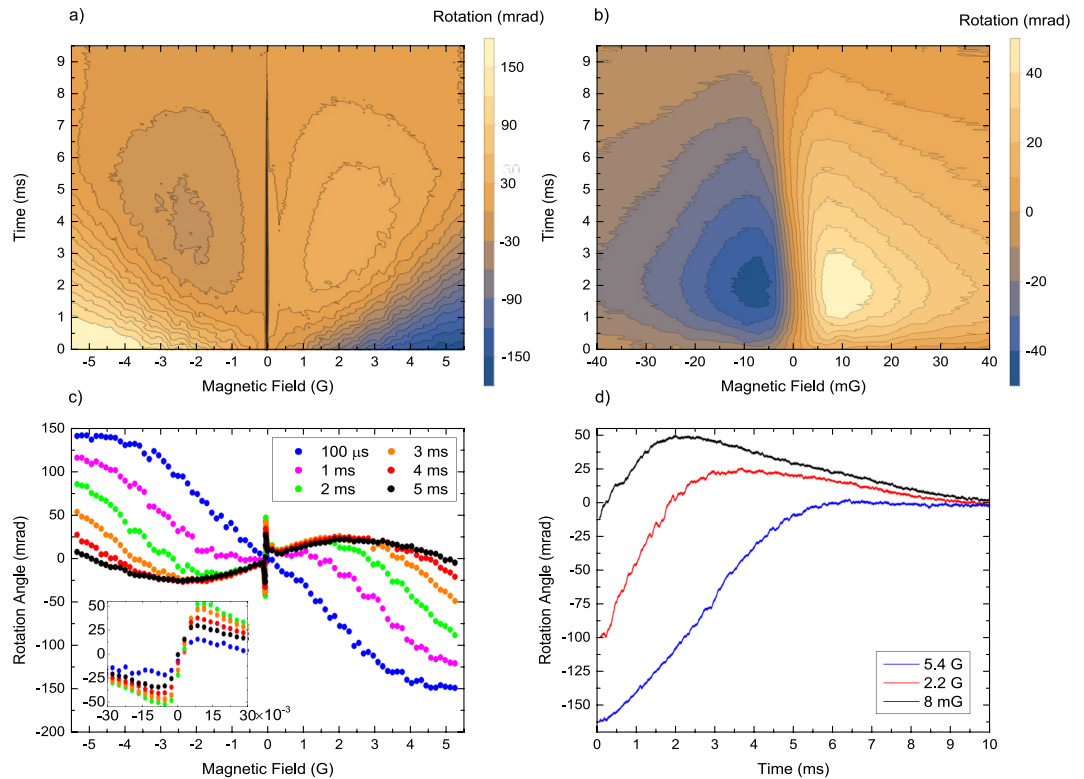 a)
Rotation (mrad)
9
8
7
6
5
4
3
2
1
0
Time (ms)
-5 -4 -3 -2 -1 0 1 2 3 4 5
Magnetic Field (G)
150
90
30
-30
-90
-150
b)
Rotation (mrad)
9
8
7
6
5
4
3
2
1
0
Time (ms)
-40 -30 -20 -10 0 10 20 30 40
Magnetic Field (mG)
40
20
0
-20
-40
c)
150
100
50
0
-50
-100
-150
-200
Rotation Angle (mrad)
100 μs 3 ms
1 ms 4 ms
2 ms 5 ms
50
25
0
-25
-50
-30 -15 0 15 30×10⁻³
-5 -4 -3 -2 -1 0 1 2 3 4 5
Magnetic Field (G)
d)
50
25
0
-25
-50
-75
-100
-125
-150
Rotation Angle (mrad)
5.4 G
2.2 G
8 mG
0 1 2 3 4 5 6 7 8 9 10
Time (ms)